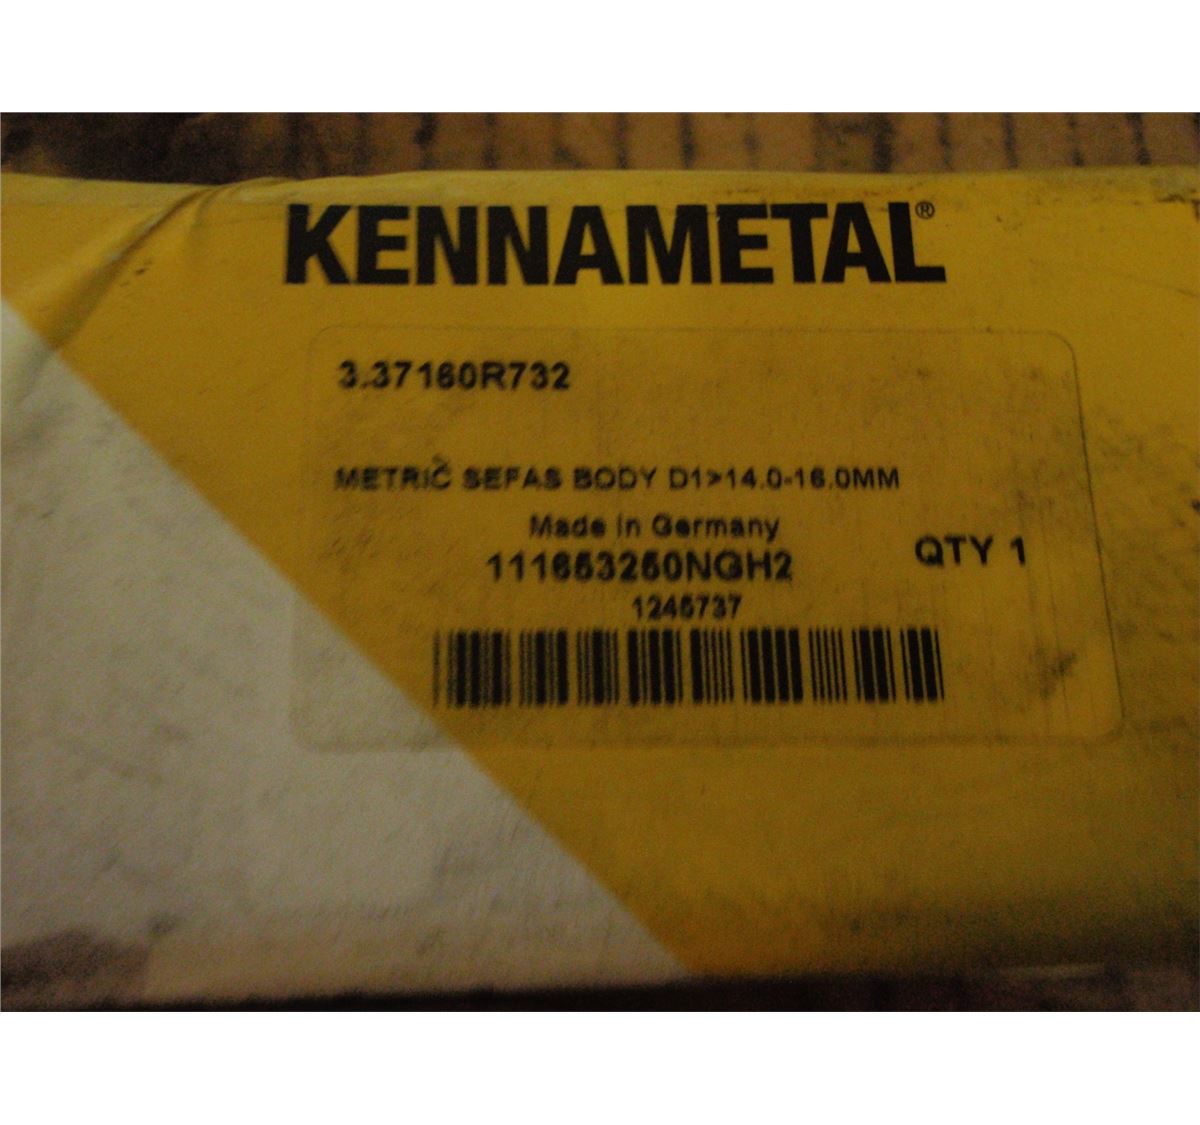 KENNAMETAL®
3.37160R732
METRIC SEFAS BODY D1>14.0-16.0MM
Made in Germany
111653250NGH2
QTY 1
1245737